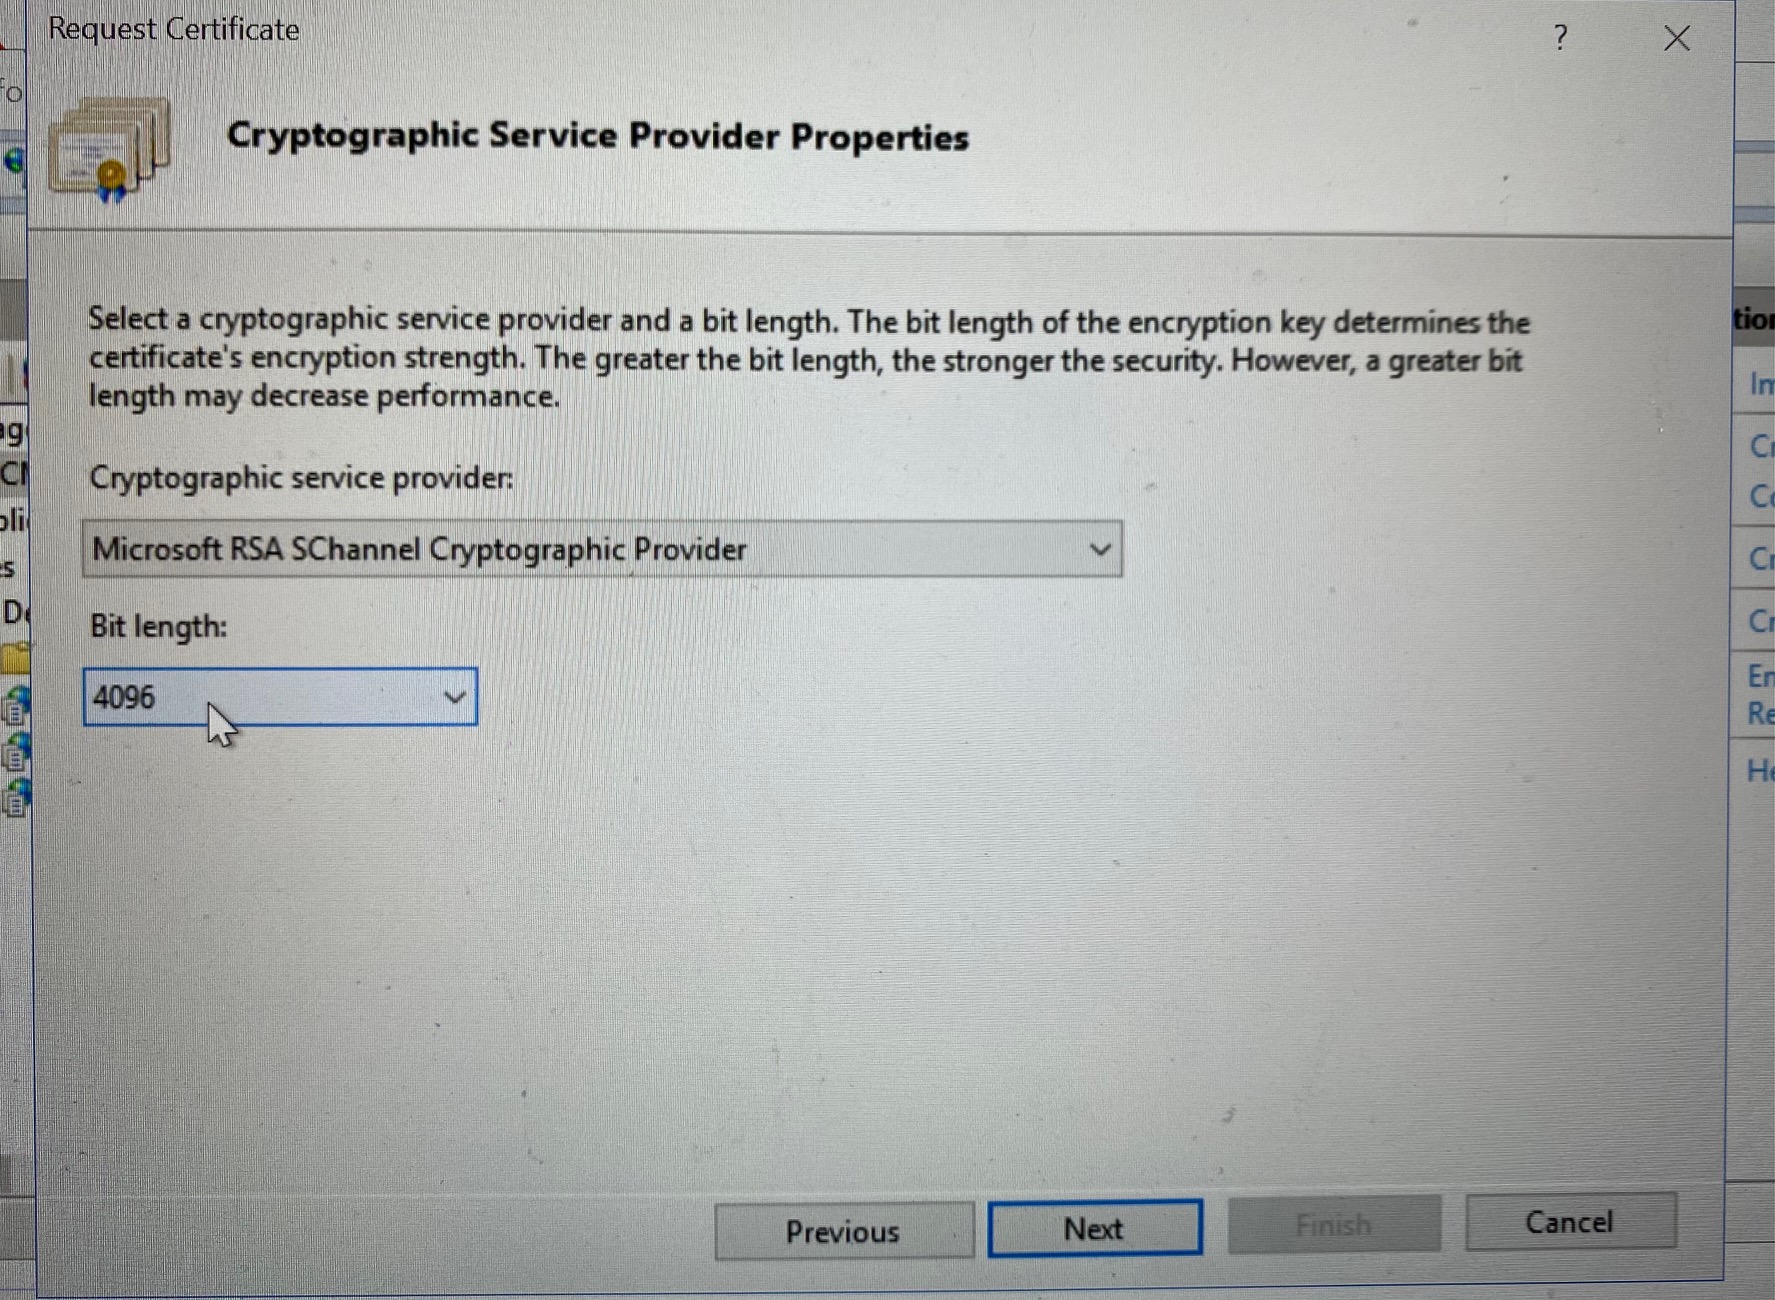 Request Certificate
?
Cryptographic Service Provider Properties
Select a cryptographic service provider and a bit length. The bit length of the encryption key determines the
certificate's encryption strength. The greater the bit length, the stronger the security. However, a greater bit
length may decrease performance.
Cryptographic service provider:
Microsoft RSA SChannel Cryptographic Provider
Bit length:
4096
Previous
Next
Finish
Cancel